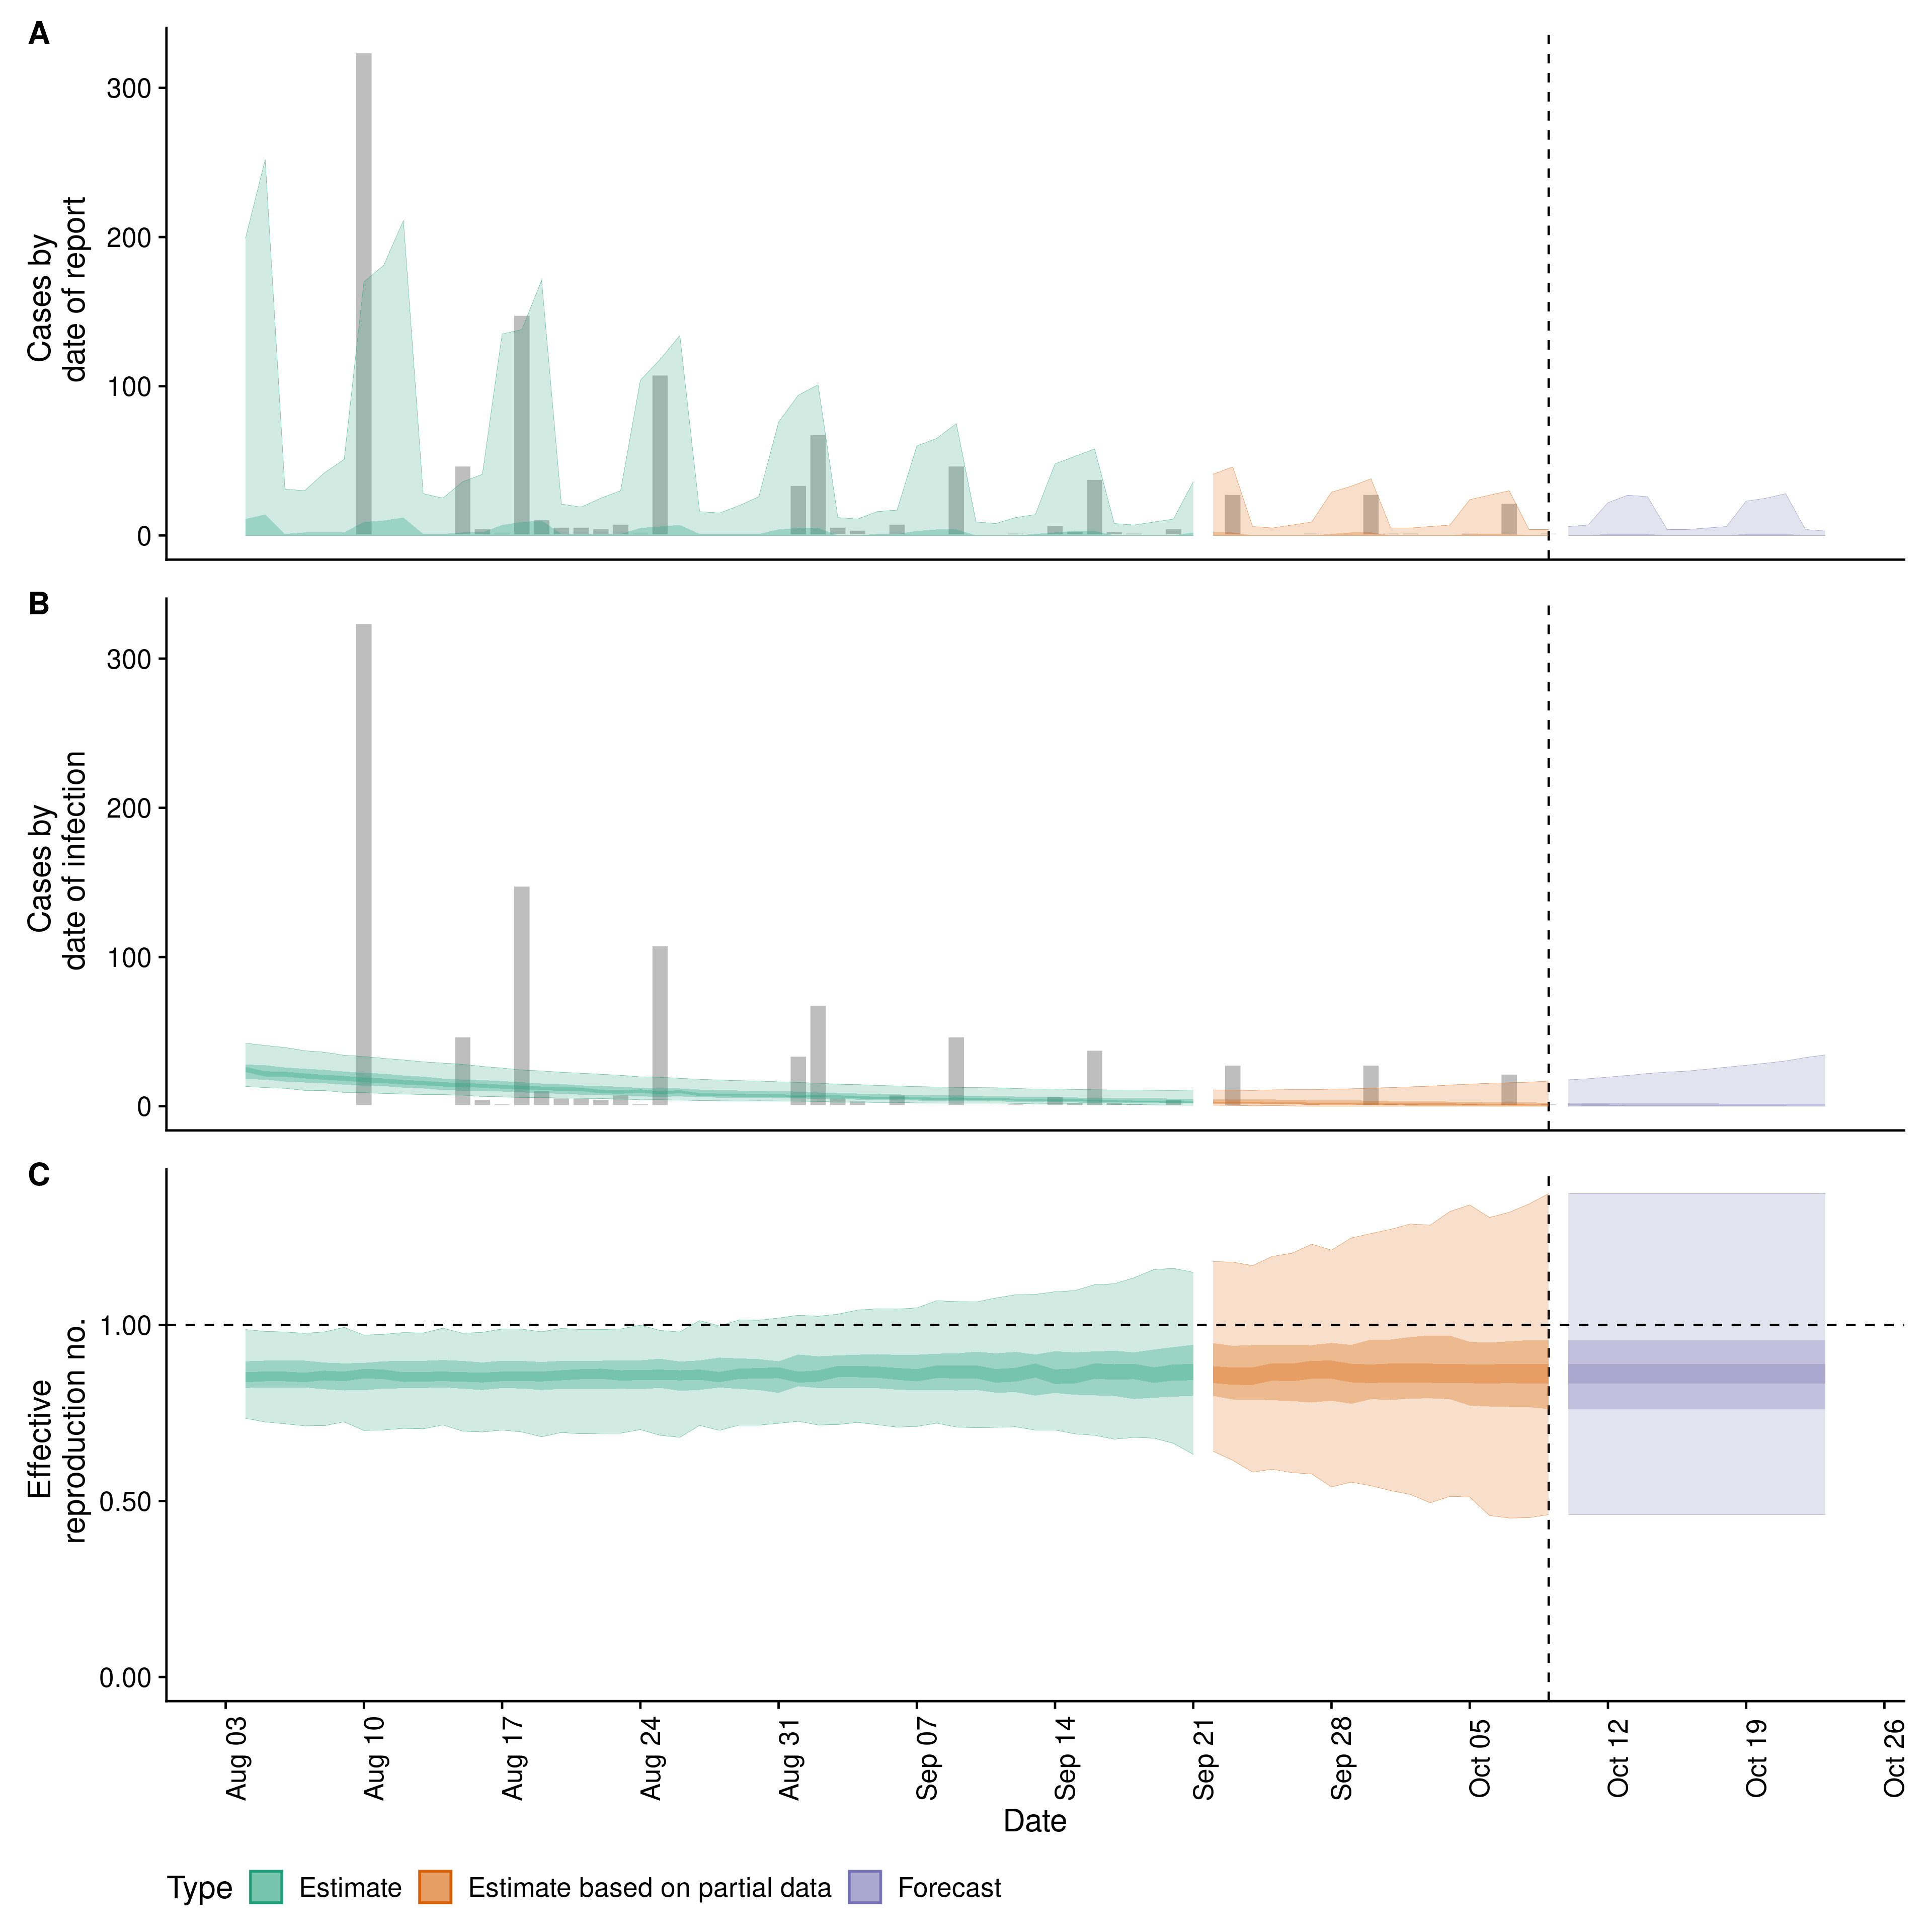 A
Cases by
date of report
300
200
100
0
B
Cases by
date of infection
300
200
100
0
C
Effective
reproduction no.
1.00
0.50
0.00
Aug 03
Aug 10
Aug 17
Aug 24
Aug 31
Sep 07
Sep 14
Sep 21
Sep 28
Oct 05
Oct 12
Oct 19
Oct 26
Date
Type Estimate Estimate based on partial data Forecast